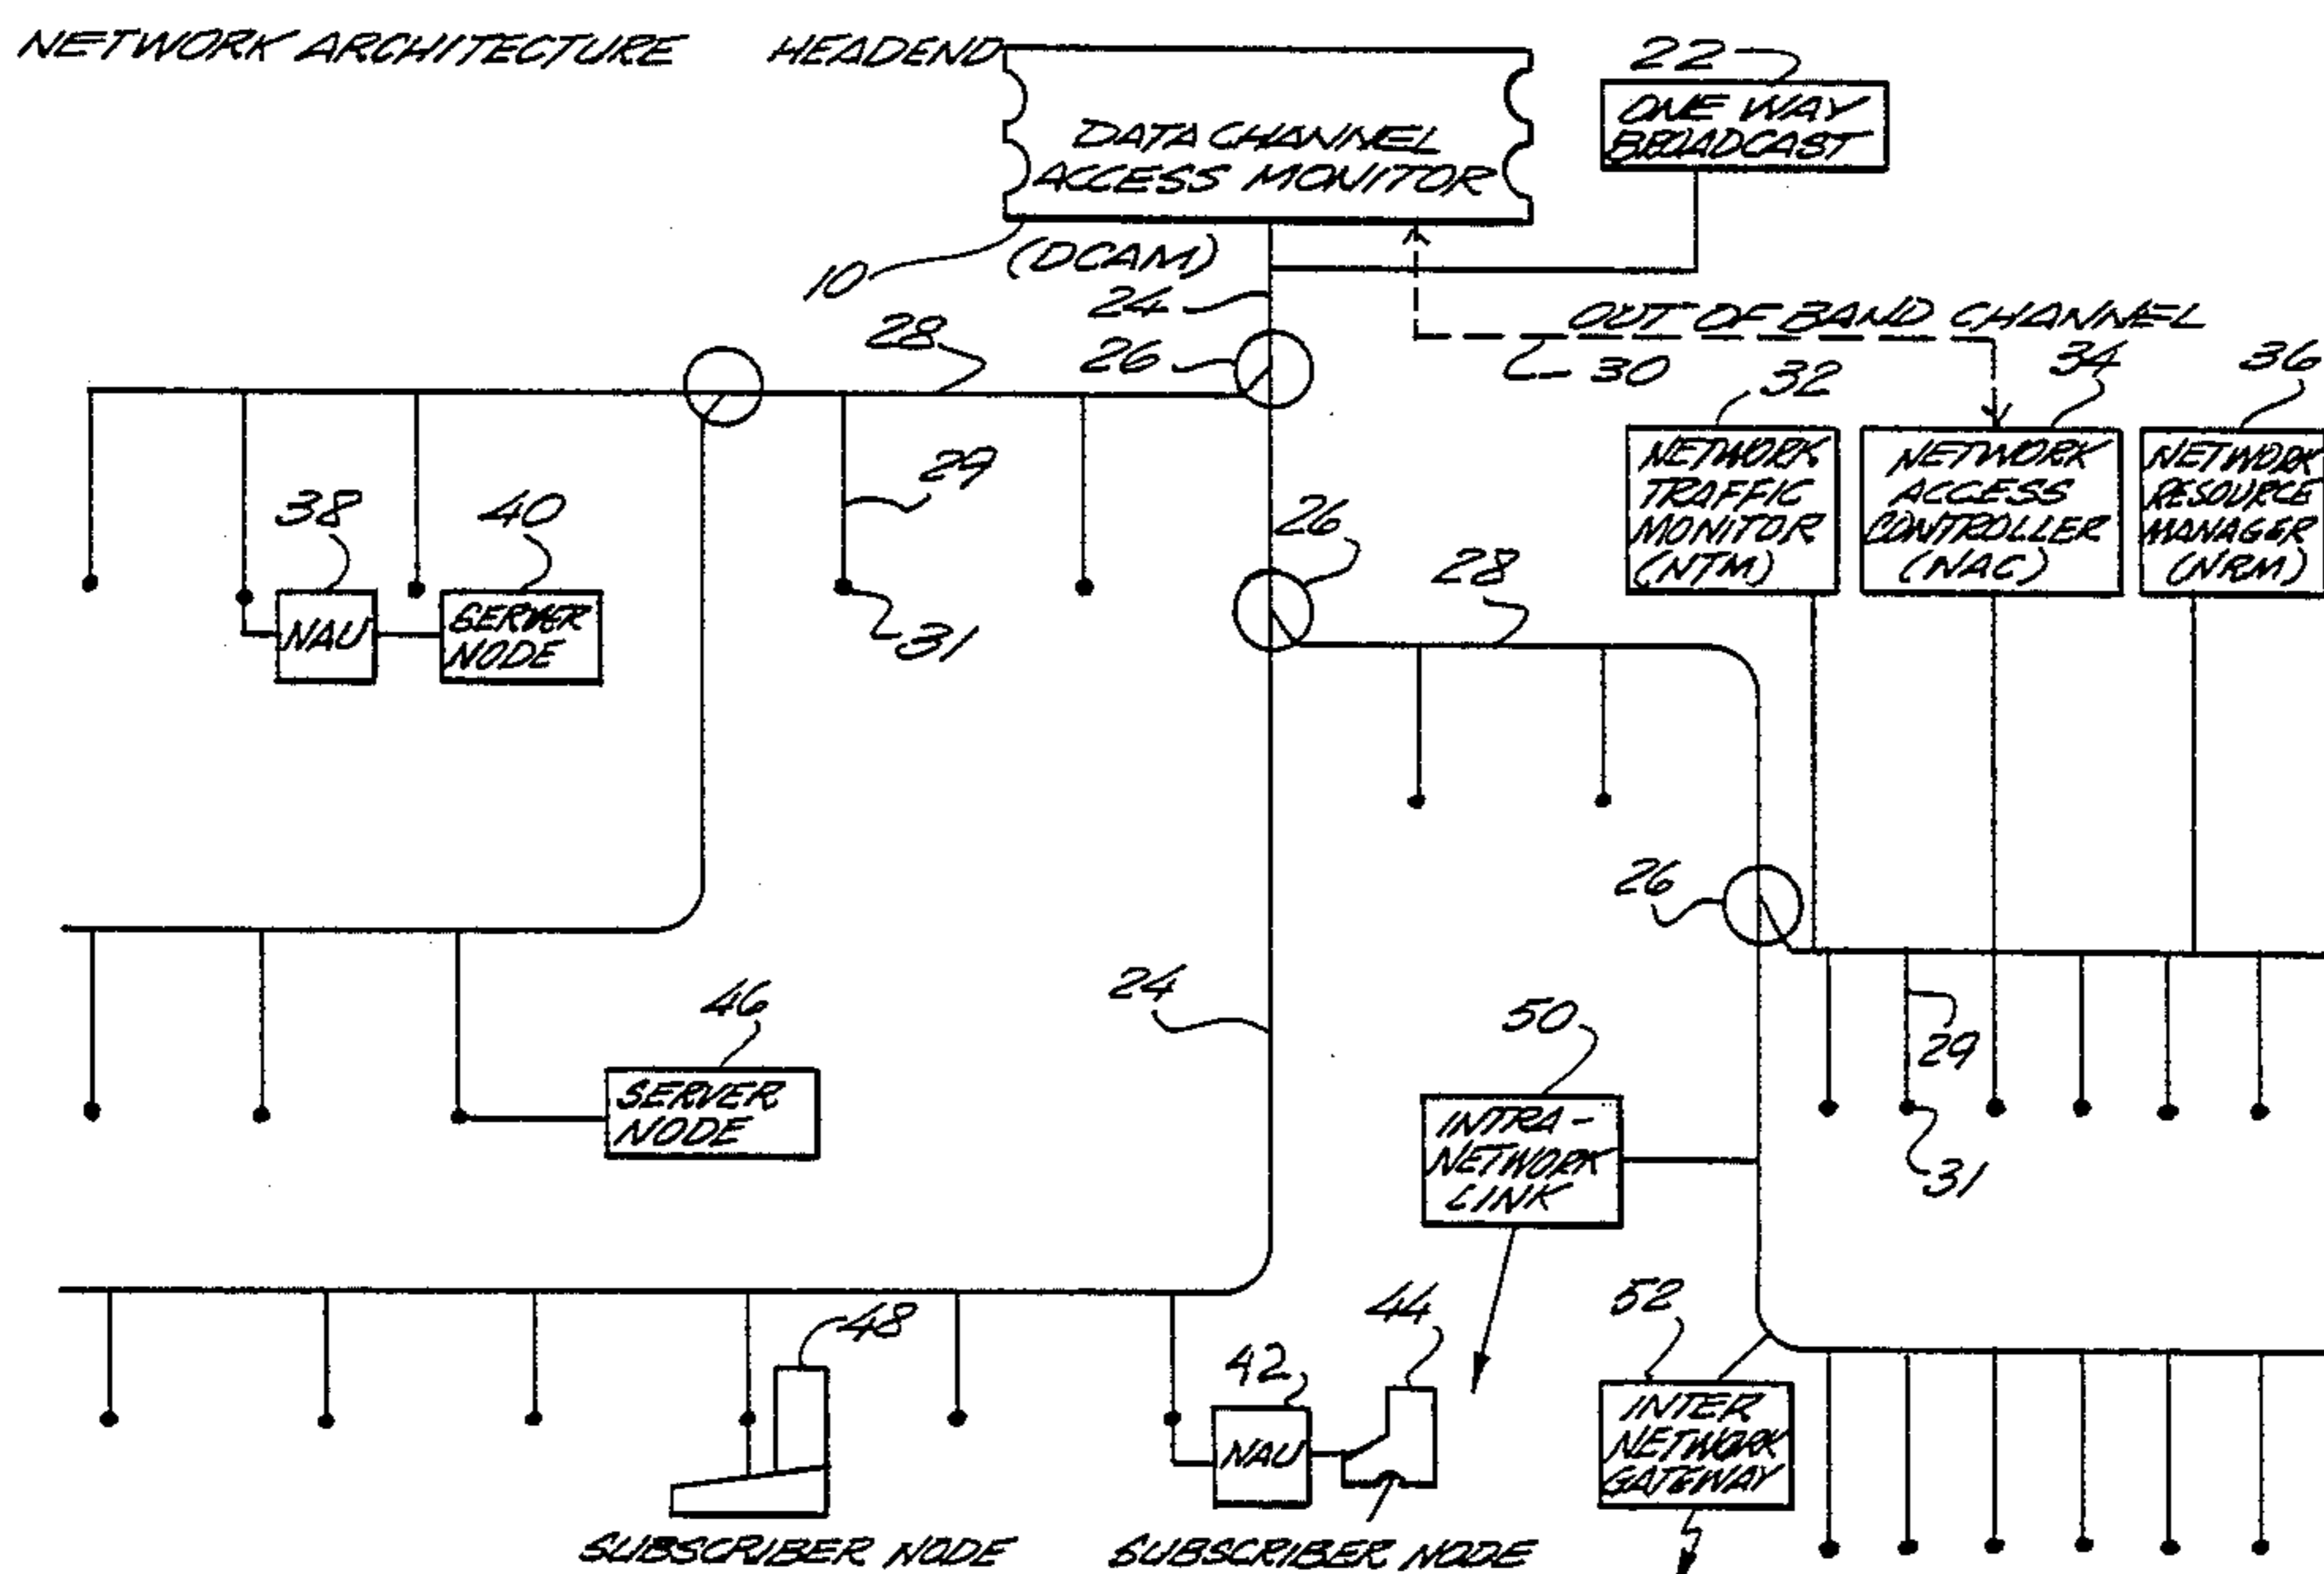 NETWORK ARCHITECTURE
HEADEND
22
ONE WAY
BROADCAST
DATA CHANNEL
ACCESS MONITOR
(DCAM)
10
24
28
26
OUT OF BAND CHANNEL
30
32
34
36
NETWORK
TRAFFIC
MONITOR
(NTM)
NETWORK
ACCESS
CONTROLLER
(NAC)
NETWORK
RESOURCE
MANAGER
(NRM)
29
38
40
26
28
NAU
SERVER
NODE
31
26
24
46
50
29
SERVER
NODE
INTRA-
NETWORK
LINK
31
48
44
52
42
NAU
INTER
NETWORK
GATEWAY
SUBSCRIBER NODE
SUBSCRIBER NODE